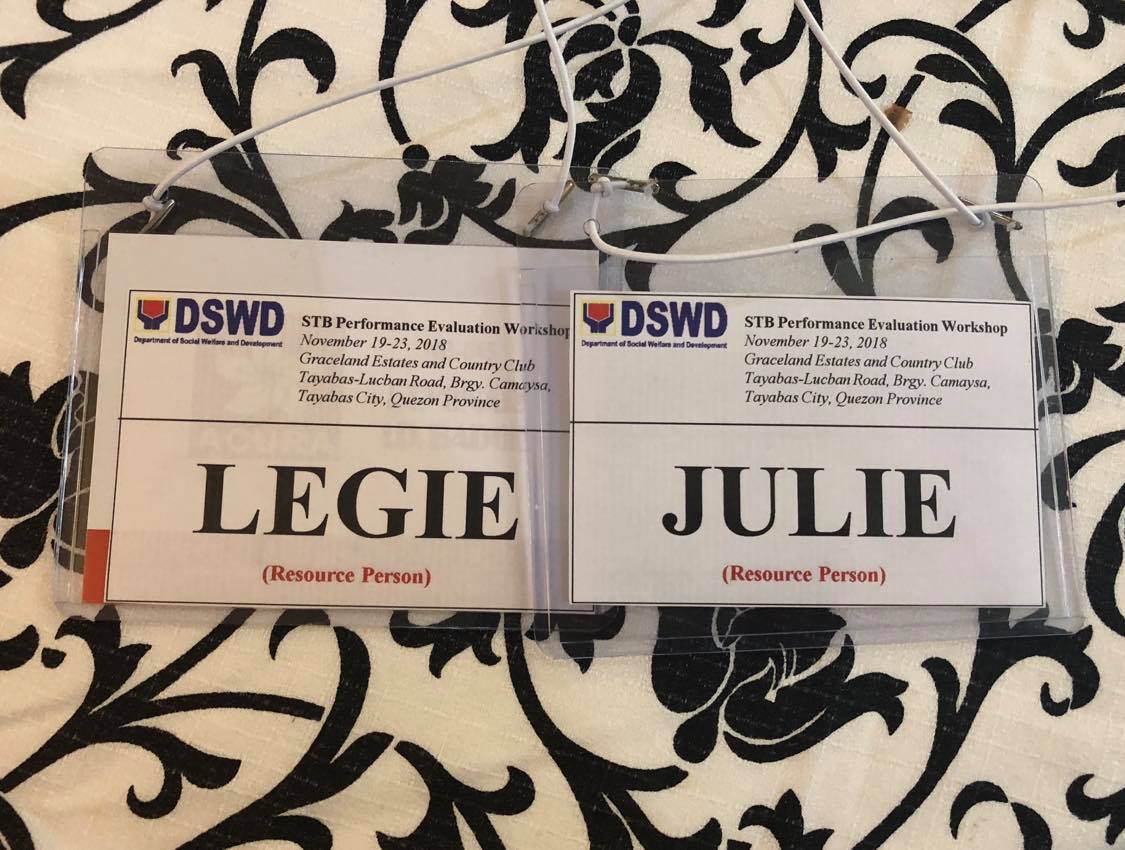 DSWD
Department of Social Welfare and Development
STB Performance Evaluation Workshop
November 19-23, 2018
Graceland Estates and Country Club
Tayabas-Lucban Road, Brgy. Camaysa,
Tayabas City, Quezon Province
LEGIE
(Resource Person)
DSWD
Department of Social Welfare and Development
STB Performance Evaluation Workshop
November 19-23, 2018
Graceland Estates and Country Club
Tayabas-Lucban Road, Brgy. Camaysa,
Tayabas City, Quezon Province
JULIE
(Resource Person)